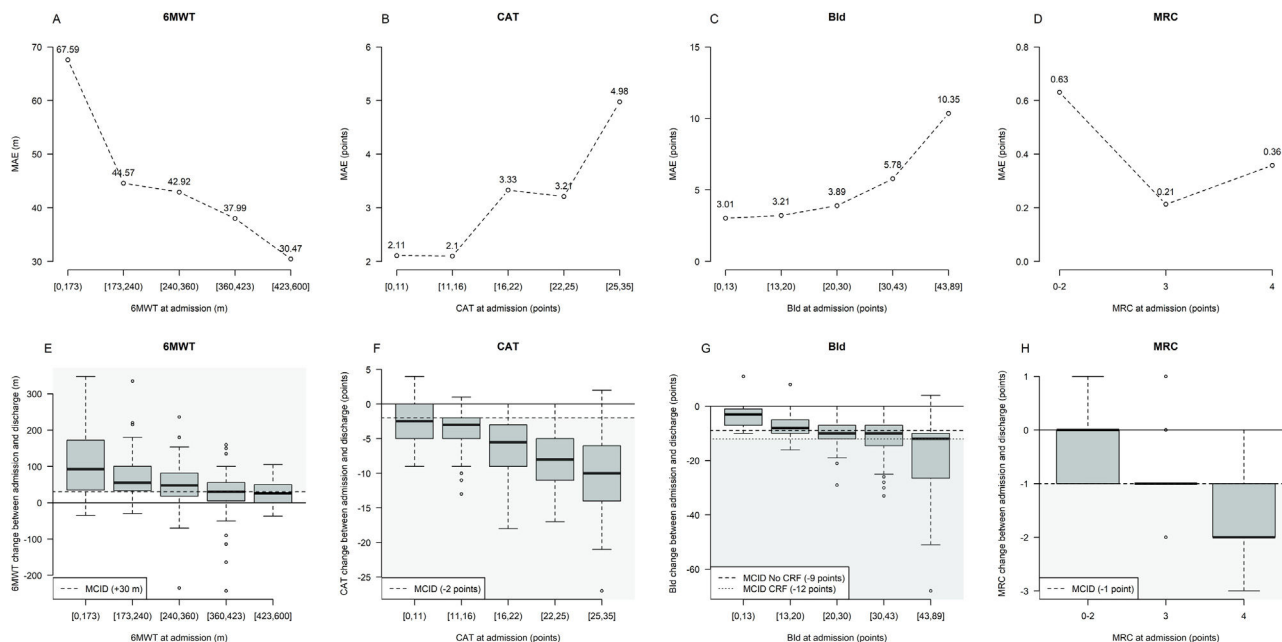 A
6MWT
MAE (m)
70
60
50
40
30
67.59
44.57
42.92
37.99
30.47
[0,173)
[173,240)
[240,360)
[360,423)
[423,600]
6MWT at admission (m)
B
CAT
MAE (points)
6
5
4
3
2
2.11
2.1
3.33
3.21
4.98
[0,11)
[11,16)
[16,22)
[22,25)
[25,35]
CAT at admission (points)
C
BId
MAE (points)
15
10
5
0
3.01
3.21
3.89
5.78
10.35
[0,13)
[13,20)
[20,30)
[30,43)
[43,89]
BId at admission (points)
D
MRC
MAE (points)
0.8
0.6
0.4
0.2
0.0
0.63
0.21
0.36
0-2
3
4
MRC at admission (points)
E
6MWT
6MWT change between admission and discharge (m)
300
200
100
0
-100
-200
MCID (+30 m)
[0,173)
[173,240)
[240,360)
[360,423)
[423,600]
6MWT at admission (m)
F
CAT
CAT change between admission and discharge (points)
5
0
-5
-10
-15
-20
-25
MCID (-2 points)
[0,11)
[11,16)
[16,22)
[22,25)
[25,35]
CAT at admission (points)
G
BId
BId change between admission and discharge (points)
0
-20
-40
-60
MCID No CRF (-9 points)
MCID CRF (-12 points)
[0,13)
[13,20)
[20,30)
[30,43)
[43,89]
BId at admission (points)
H
MRC
MRC change between admission and discharge (points)
1
0
-1
-2
-3
MCID (-1 point)
0-2
3
4
MRC at admission (points)